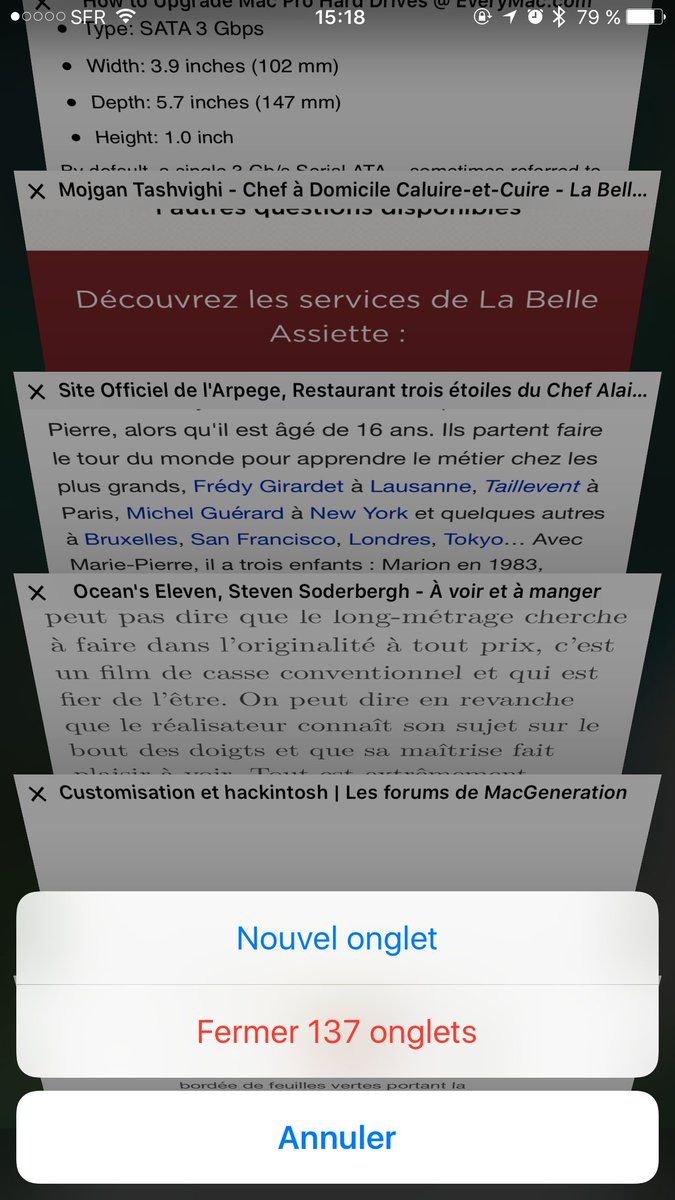 How to Upgrade Mac Pro Hard Drives @ EveryMac.com
SFR 15:18 79 %
• Type: SATA 3 Gbps
• Width: 3.9 inches (102 mm)
• Depth: 5.7 inches (147 mm)
• Height: 1.0 inch
By default, a single 3 Gb/s Serial ATA – sometimes referred to
Mojgan Tashvighi - Chef à Domicile Caluire-et-Cuire - La Bell...
autres questions disponibles
Découvrez les services de La Belle
Assiette :
Site Officiel de l'Arpege, Restaurant trois étoiles du Chef Alai...
Pierre, alors qu'il est âgé de 16 ans. Ils partent faire
le tour du monde pour apprendre le métier chez les
plus grands, Frédy Girardet à Lausanne, Taillevent à
Paris, Michel Guérard à New York et quelques autres
à Bruxelles, San Francisco, Londres, Tokyo... Avec
Marie-Pierre, il a trois enfants : Marion en 1983,
Ocean's Eleven, Steven Soderbergh - À voir et à manger
peut pas dire que le long-métrage cherche
à faire dans l'originalité à tout prix, c'est
un film de casse conventionnel et qui est
fier de l'être. On peut dire en revanche
que le réalisateur connaît son sujet sur le
bout des doigts et que sa maîtrise fait
plaisir à voir. Tout est extrêmement
Customisation et hackintosh | Les forums de MacGeneration
Nouvel onglet
Fermer 137 onglets
bordée de feuilles vertes portant la
Annuler